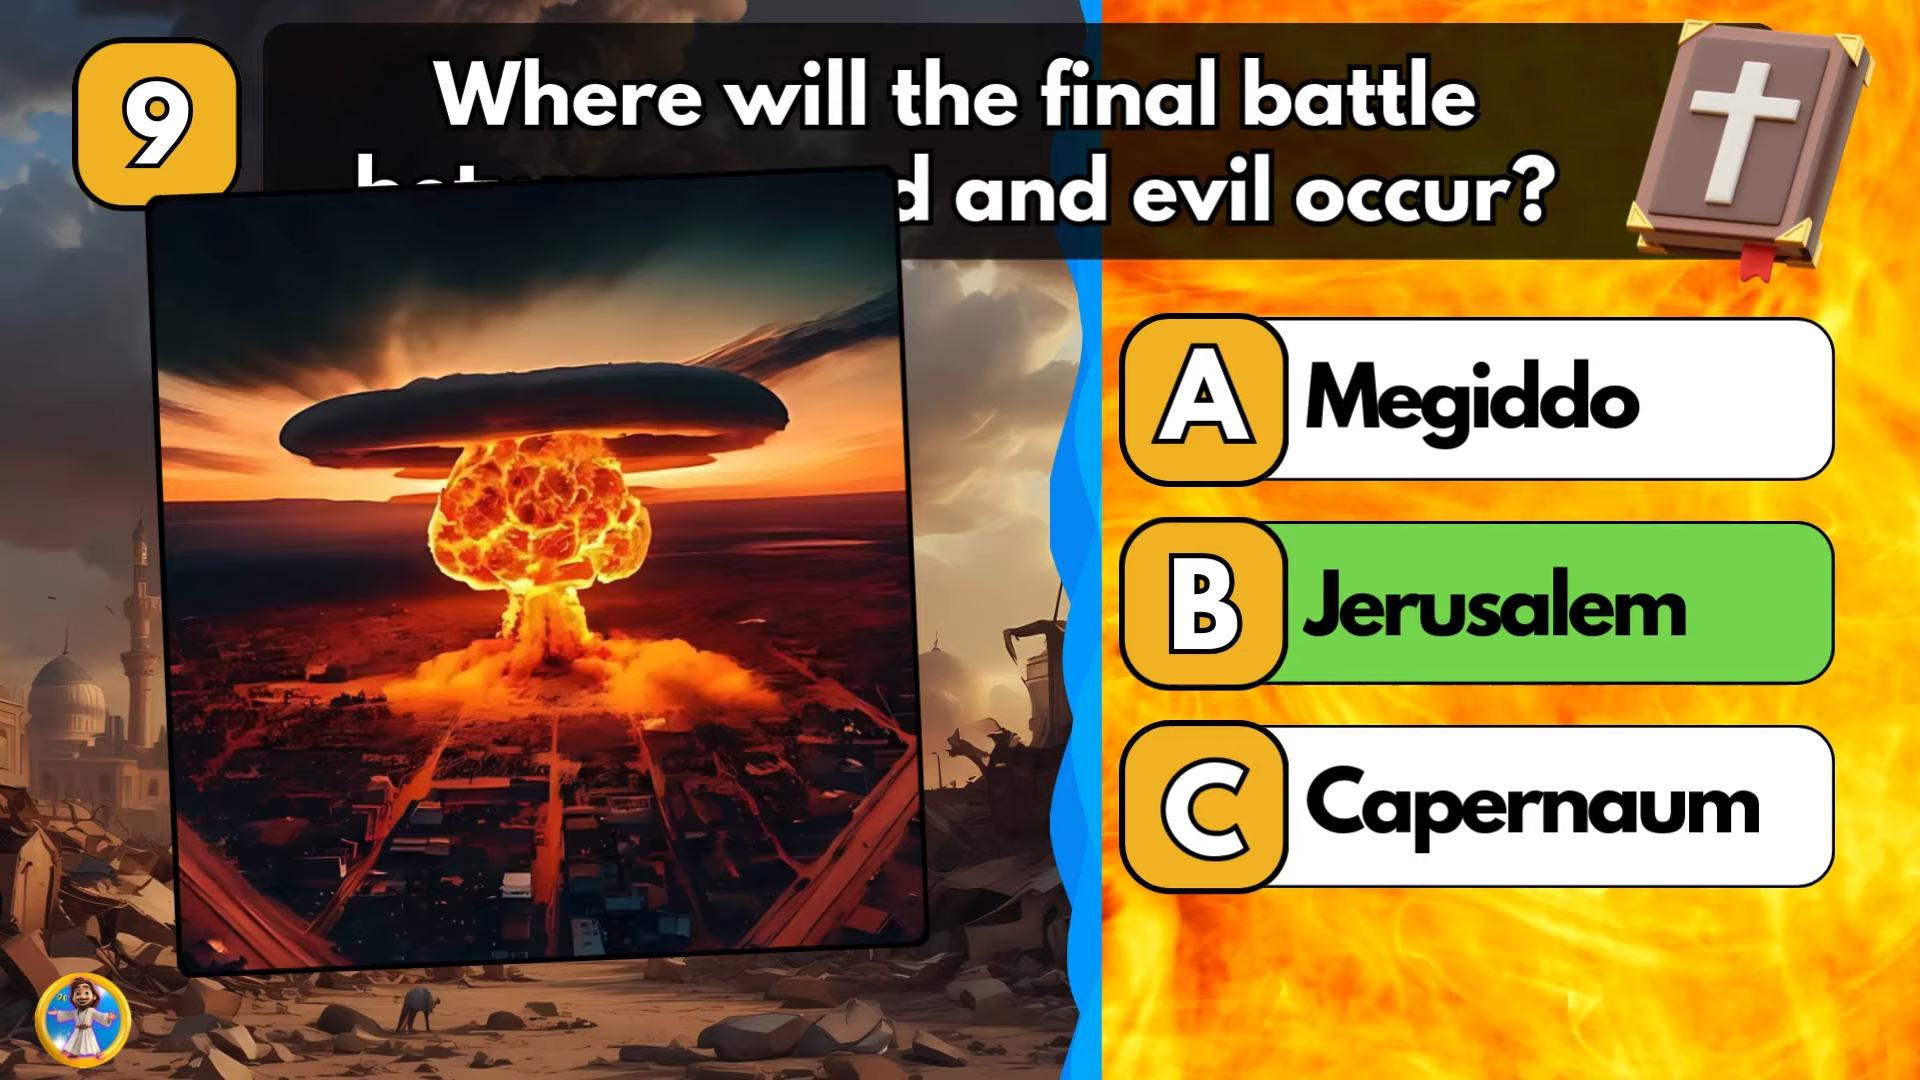 9
Where will the final battle
and evil occur?
A Megiddo
B Jerusalem
C Capernaum